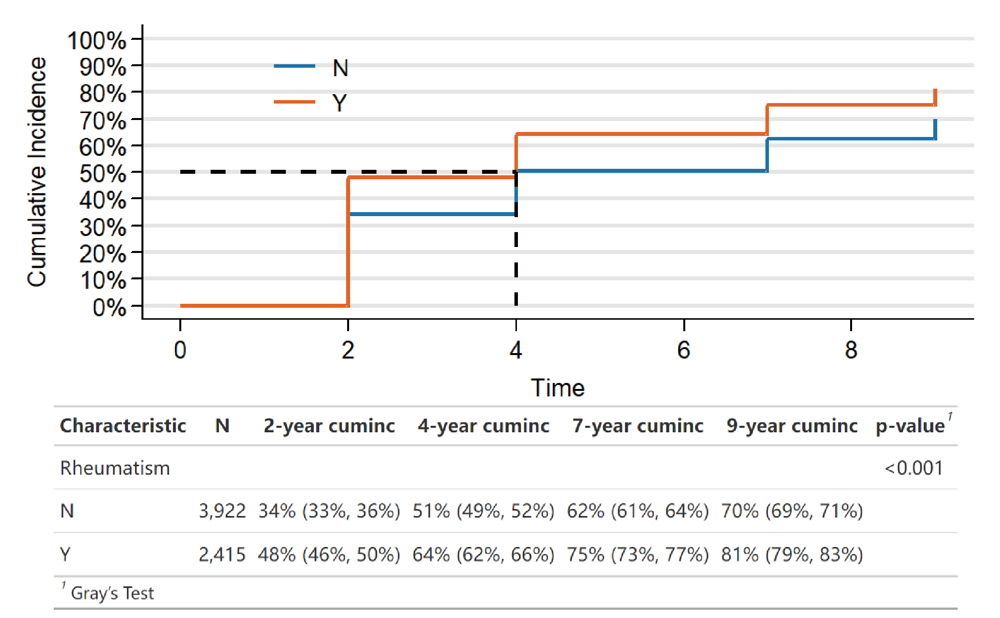 100%
90%
80%
70%
60%
50%
40%
30%
20%
10%
0%
Cumulative Incidence
N
Y
0 2 4 6 8
Time
Characteristic N 2-year cuminc 4-year cuminc 7-year cuminc 9-year cuminc p-value¹
Rheumatism <0.001
N 3,922 34% (33%, 36%) 51% (49%, 52%) 62% (61%, 64%) 70% (69%, 71%)
Y 2,415 48% (46%, 50%) 64% (62%, 66%) 75% (73%, 77%) 81% (79%, 83%)
¹ Gray’s Test